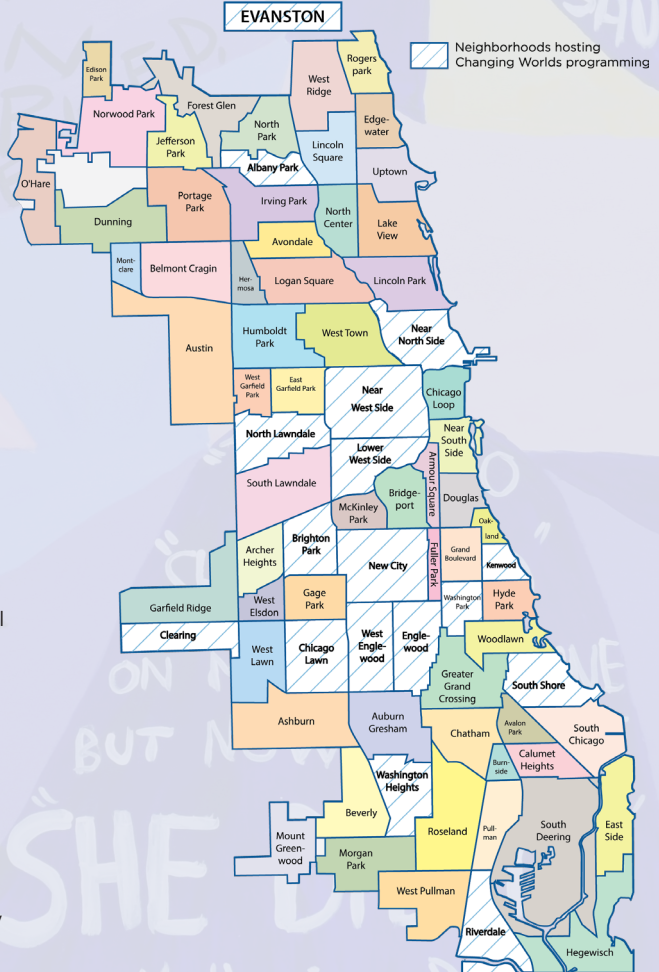 EVANSTON
Neighborhoods hosting
Changing Worlds programming
Edison
Park
Norwood Park
Forest Glen
Jefferson
Park
North
Park
West
Ridge
Rogers
park
Edge-
water
Lincoln
Square
Albany Park
Uptown
O'Hare
Dunning
Portage
Park
Irving Park
North
Center
Lake
View
Avondale
Mont-
clare
Belmont Cragin
Her-
mosa
Logan Square
Lincoln Park
Austin
Humboldt
Park
West Town
Near
North Side
West
Garfield
Park
East
Garfield Park
Near
West Side
Chicago
Loop
North Lawndale
Lower
West Side
Near
South
Side
Armour Square
South Lawndale
McKinley
Park
Bridge-
port
Douglas
Oak-
land
Archer
Heights
Brighton
Park
New City
Fuller Park
Grand
Boulevard
Kenwood
Garfield Ridge
West
Elsdon
Gage
Park
Washington
Park
Hyde
Park
Clearing
West
Lawn
Chicago
Lawn
West
Engle-
wood
Engle-
wood
Woodlawn
Greater
Grand
Crossing
South Shore
Ashburn
Auburn
Gresham
Chatham
Avalon
Park
South
Chicago
Burn-
side
Calumet
Heights
Washington
Heights
Beverly
Roseland
Pull-
man
South
Deering
East
Side
Mount
Green-
wood
Morgan
Park
West Pullman
Riverdale
Hegewisch
ON
BUT NOW
"SHE